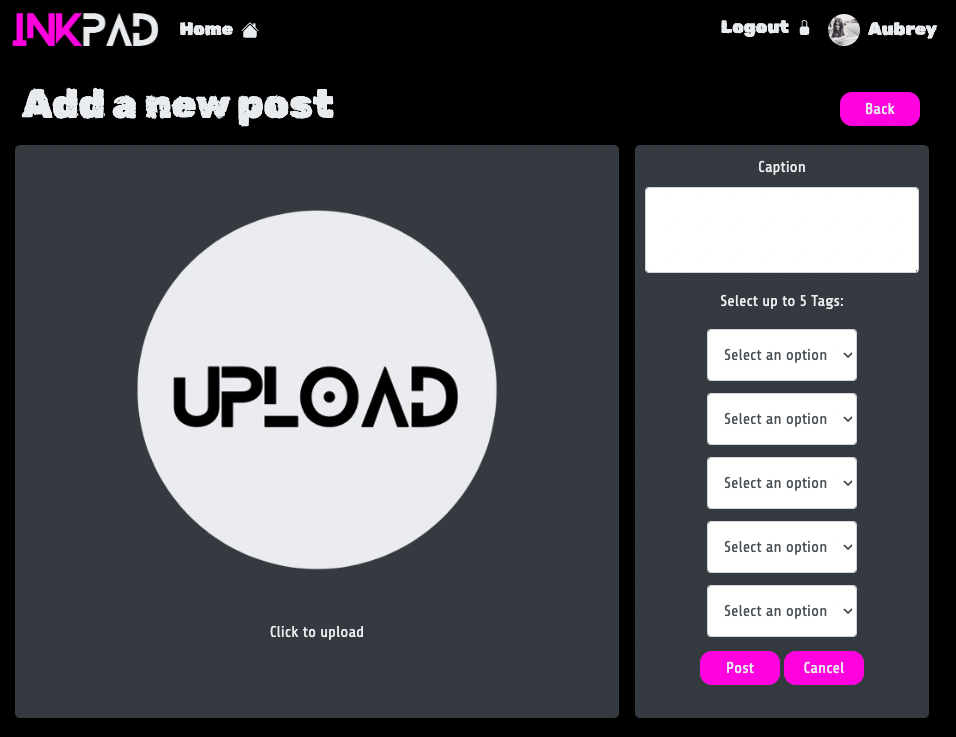 INKPAD Home Logout Aubrey
Add a new post
Back
Caption
Select up to 5 Tags:
Select an option
Select an option
Select an option
Select an option
Select an option
Post Cancel
UPLOAD
Click to upload